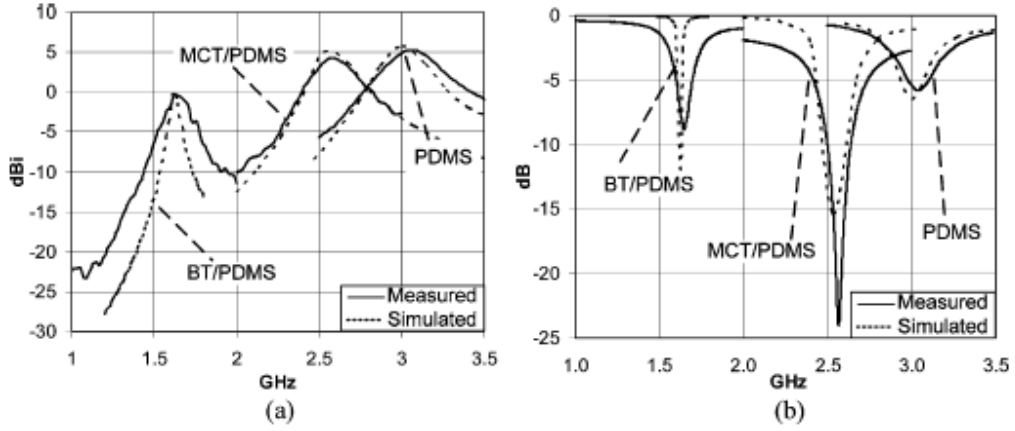 10
5
0
-5
-10
-15
-20
-25
-30
dBi
MCT/PDMS
PDMS
BT/PDMS
Measured
Simulated
1 1.5 2 2.5 3 3.5
GHz
(a)
0
-5
-10
-15
-20
-25
dB
BT/PDMS
MCT/PDMS
PDMS
Measured
Simulated
1.0 1.5 2.0 2.5 3.0 3.5
GHz
(b)